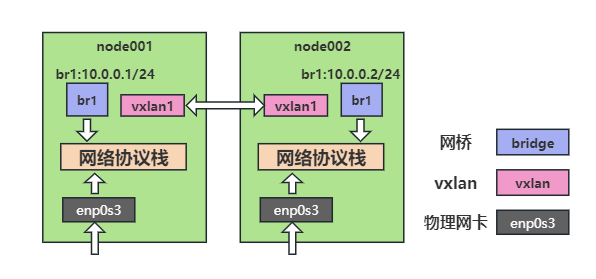 node001
br1:10.0.0.1/24
br1
vxlan1
网络协议栈
enp0s3
node002
br1:10.0.0.2/24
vxlan1
br1
网络协议栈
enp0s3
网桥 bridge
vxlan vxlan
物理网卡 enp0s3